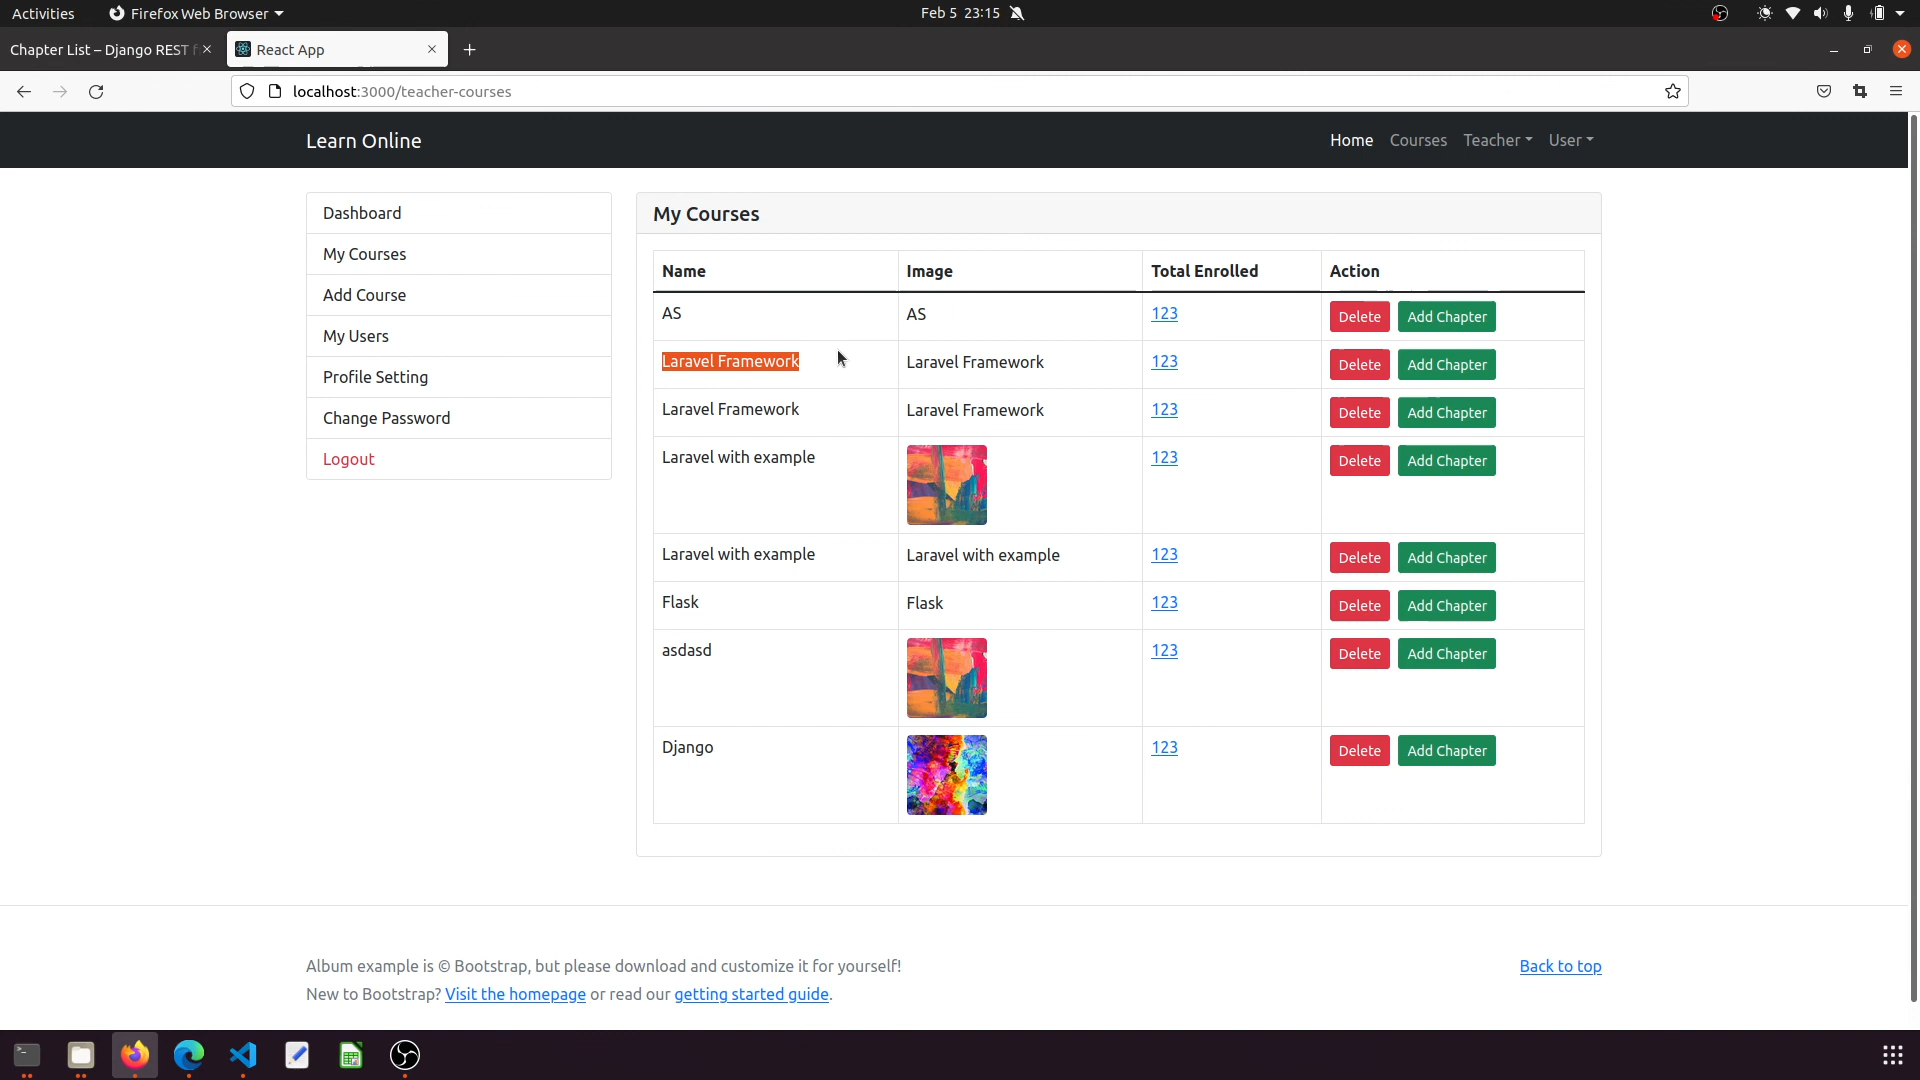 Activities Firefox Web Browser Feb 5 23:15
Chapter List – Django REST React App
localhost:3000/teacher-courses
Learn Online Home Courses Teacher User
Dashboard
My Courses
Add Course
My Users
Profile Setting
Change Password
Logout
My Courses
Name Image Total Enrolled Action
AS AS 123 Delete Add Chapter
Laravel Framework Laravel Framework 123 Delete Add Chapter
Laravel Framework Laravel Framework 123 Delete Add Chapter
Laravel with example 123 Delete Add Chapter
Laravel with example Laravel with example 123 Delete Add Chapter
Flask Flask 123 Delete Add Chapter
asdasd 123 Delete Add Chapter
Django 123 Delete Add Chapter
Album example is © Bootstrap, but please download and customize it for yourself! Back to top
New to Bootstrap? Visit the homepage or read our getting started guide.